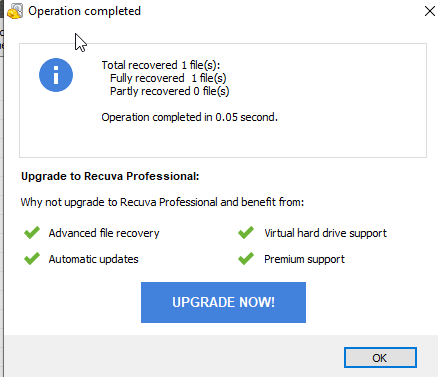 Operation completed
Total recovered 1 file(s):
Fully recovered 1 file(s)
Partly recovered 0 file(s)
Operation completed in 0.05 second.
Upgrade to Recuva Professional:
Why not upgrade to Recuva Professional and benefit from:
Advanced file recovery
Virtual hard drive support
Automatic updates
Premium support
UPGRADE NOW!
OK